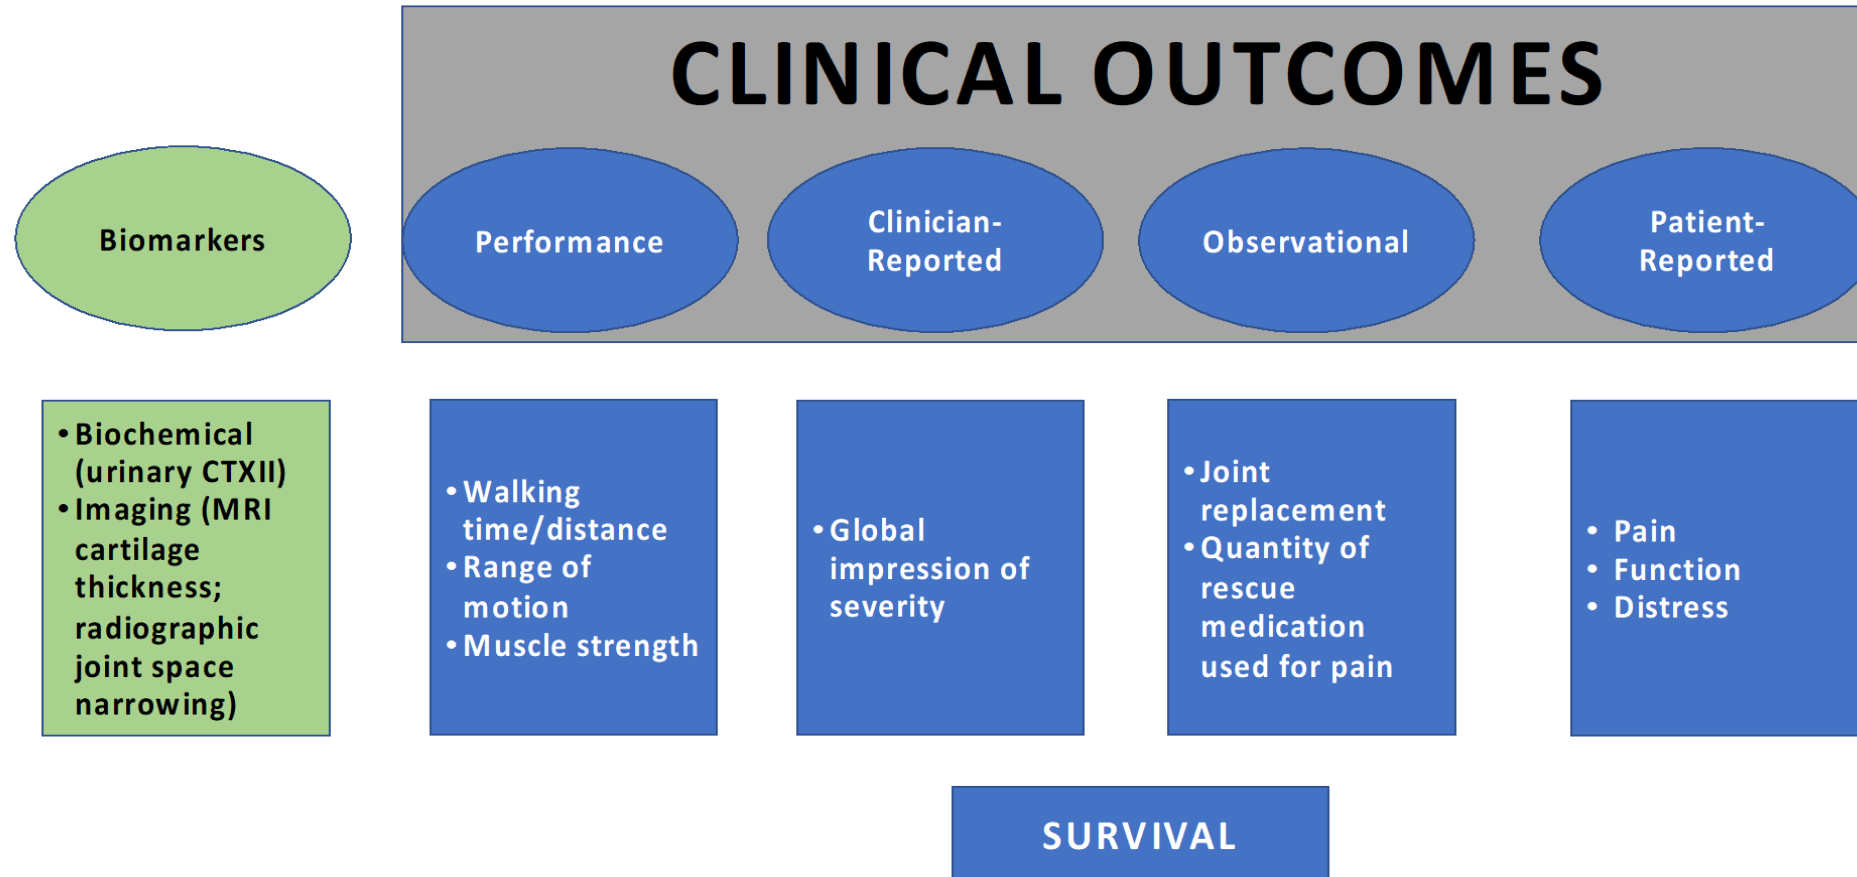 CLINICAL OUTCOMES
Biomarkers
Performance
Clinician-
Reported
Observational
Patient-
Reported
• Biochemical
(urinary CTXII)
• Imaging (MRI
cartilage
thickness;
radiographic
joint space
narrowing)
• Walking
time/distance
• Range of
motion
• Muscle strength
• Global
impression of
severity
• Joint
replacement
• Quantity of
rescue
medication
used for pain
• Pain
• Function
• Distress
SURVIVAL